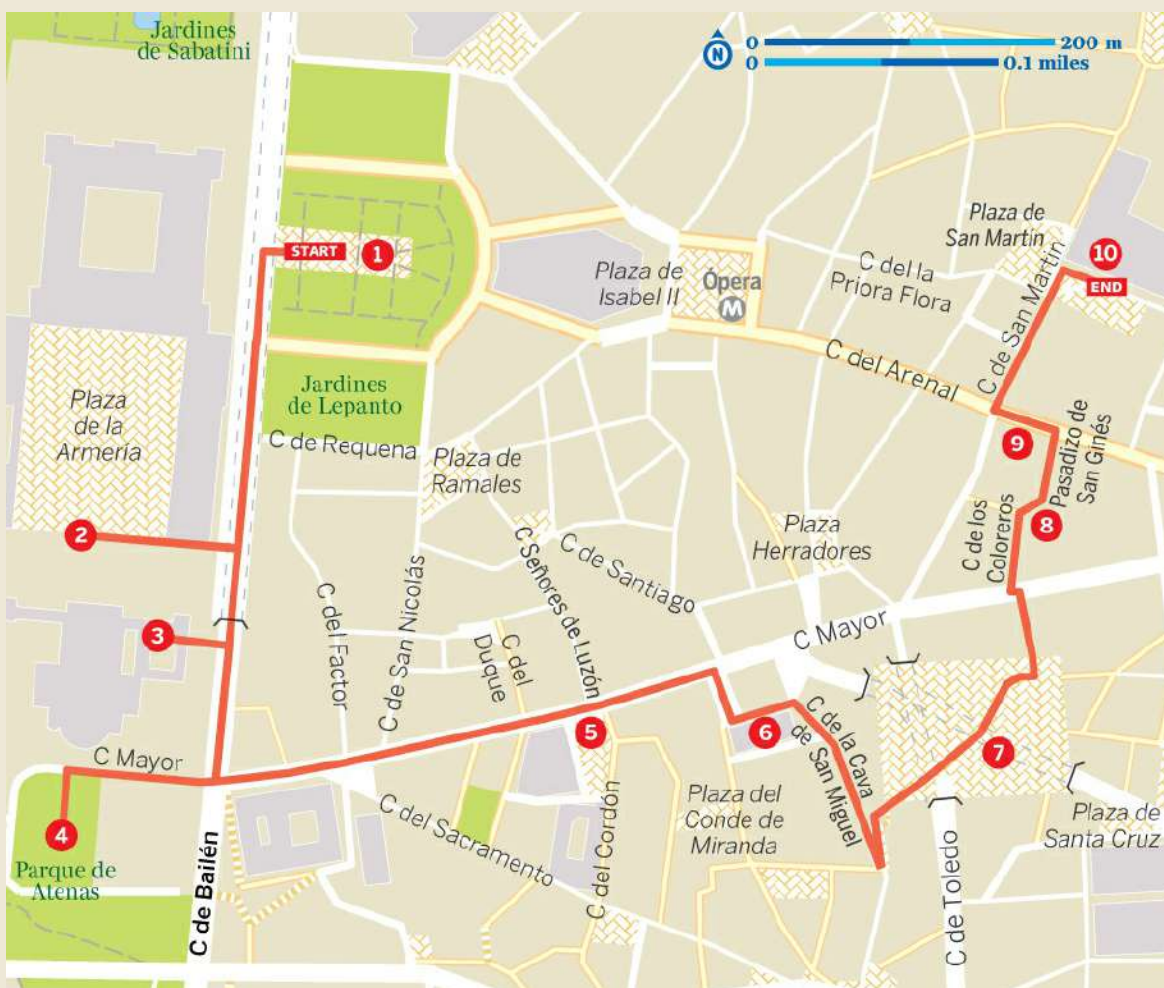 Jardines
de Sabatini
N
0 200 m
0 0.1 miles
Plaza de
San Martín
START
1
10
END
Plaza de
Isabel II
Ópera
M
C del la
Priora Flora
C de San Martín
C del Arenal
Plaza
de la
Armería
Jardines
de Lepanto
C de Requena
Plaza de
Ramales
9
Pasadizo de
San Ginés
8
C de los
Coloreros
Plaza
Herradores
2
C Señores de Luzón
C de Santiago
3
C del Factor
C de San Nicolás
C del
Duque
C Mayor
5
6
C de la Cava
de San Miguel
7
C Mayor
4
Parque de
Atenas
C de Bailén
C del Sacramento
C del Cordón
Plaza del
Conde de
Miranda
C de Toledo
Plaza de
Santa Cruz